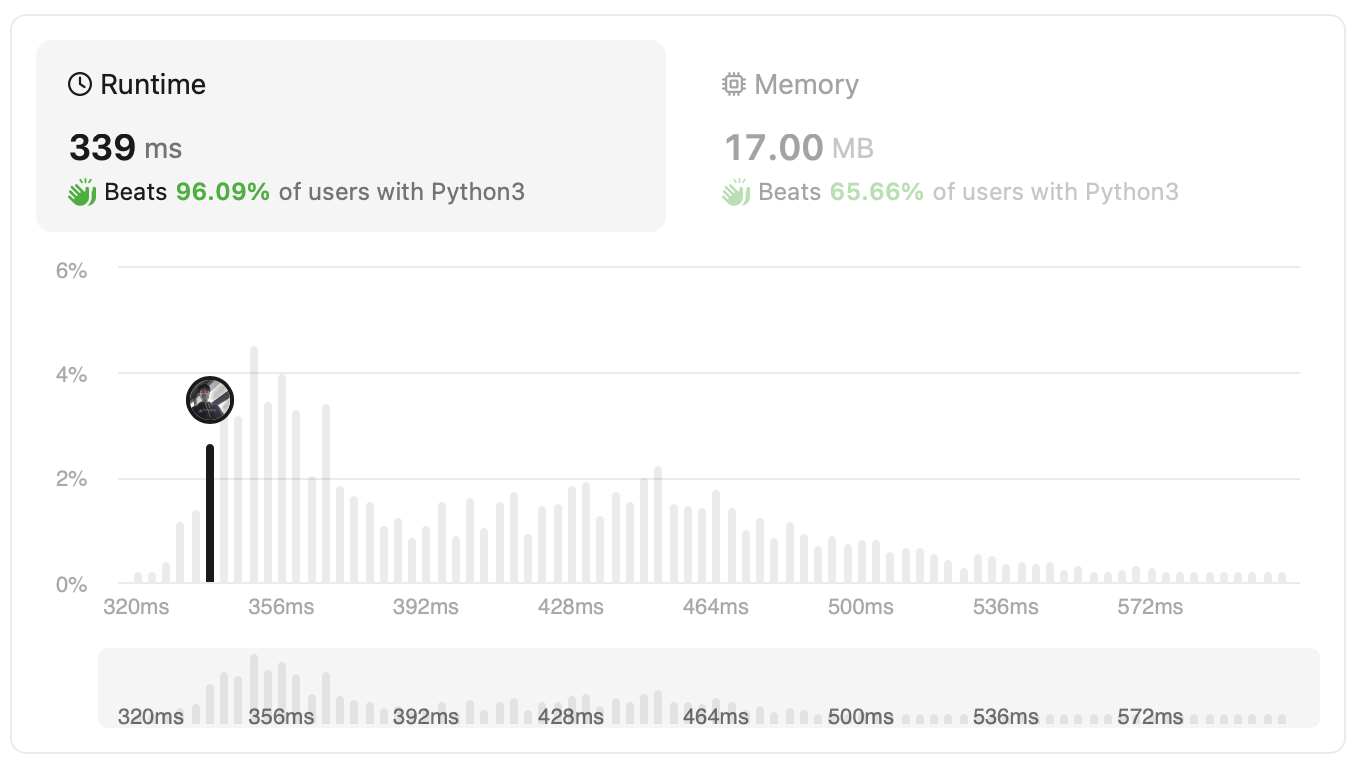 Runtime
339 ms
Beats 96.09% of users with Python3
Memory
17.00 MB
Beats 65.66% of users with Python3
6%
4%
2%
0%
320ms 356ms 392ms 428ms 464ms 500ms 536ms 572ms
320ms 356ms 392ms 428ms 464ms 500ms 536ms 572ms